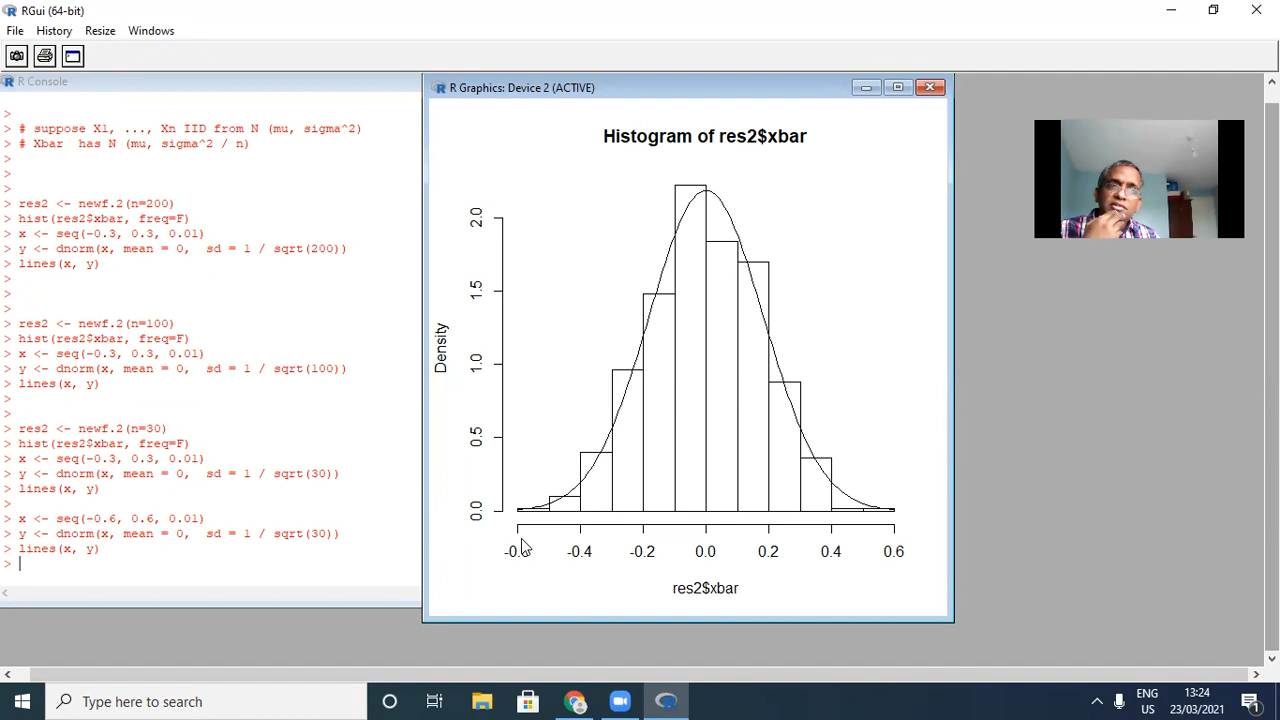 RGui (64-bit)
File History Resize Windows
R Console
>
> # suppose X1, ..., Xn IID from N (mu, sigma^2)
> # Xbar  has N (mu, sigma^2 / n)
>
>
>
> res2 <- newf.2(n=200)
> hist(res2$xbar, freq=F)
> x <- seq(-0.3, 0.3, 0.01)
> y <- dnorm(x, mean = 0,  sd = 1 / sqrt(200))
> lines(x, y)
>
>
>
> res2 <- newf.2(n=100)
> hist(res2$xbar, freq=F)
> x <- seq(-0.3, 0.3, 0.01)
> y <- dnorm(x, mean = 0,  sd = 1 / sqrt(100))
> lines(x, y)
>
>
> res2 <- newf.2(n=30)
> hist(res2$xbar, freq=F)
> x <- seq(-0.3, 0.3, 0.01)
> y <- dnorm(x, mean = 0,  sd = 1 / sqrt(30))
> lines(x, y)
>
> x <- seq(-0.6, 0.6, 0.01)
> y <- dnorm(x, mean = 0,  sd = 1 / sqrt(30))
> lines(x, y)
>
R Graphics: Device 2 (ACTIVE)
Histogram of res2$xbar
Density
2.0
1.5
1.0
0.5
0.0
-0.4 -0.2 0.0 0.2 0.4 0.6
res2$xbar
Type here to search
ENG
US
13:24
23/03/2021
1